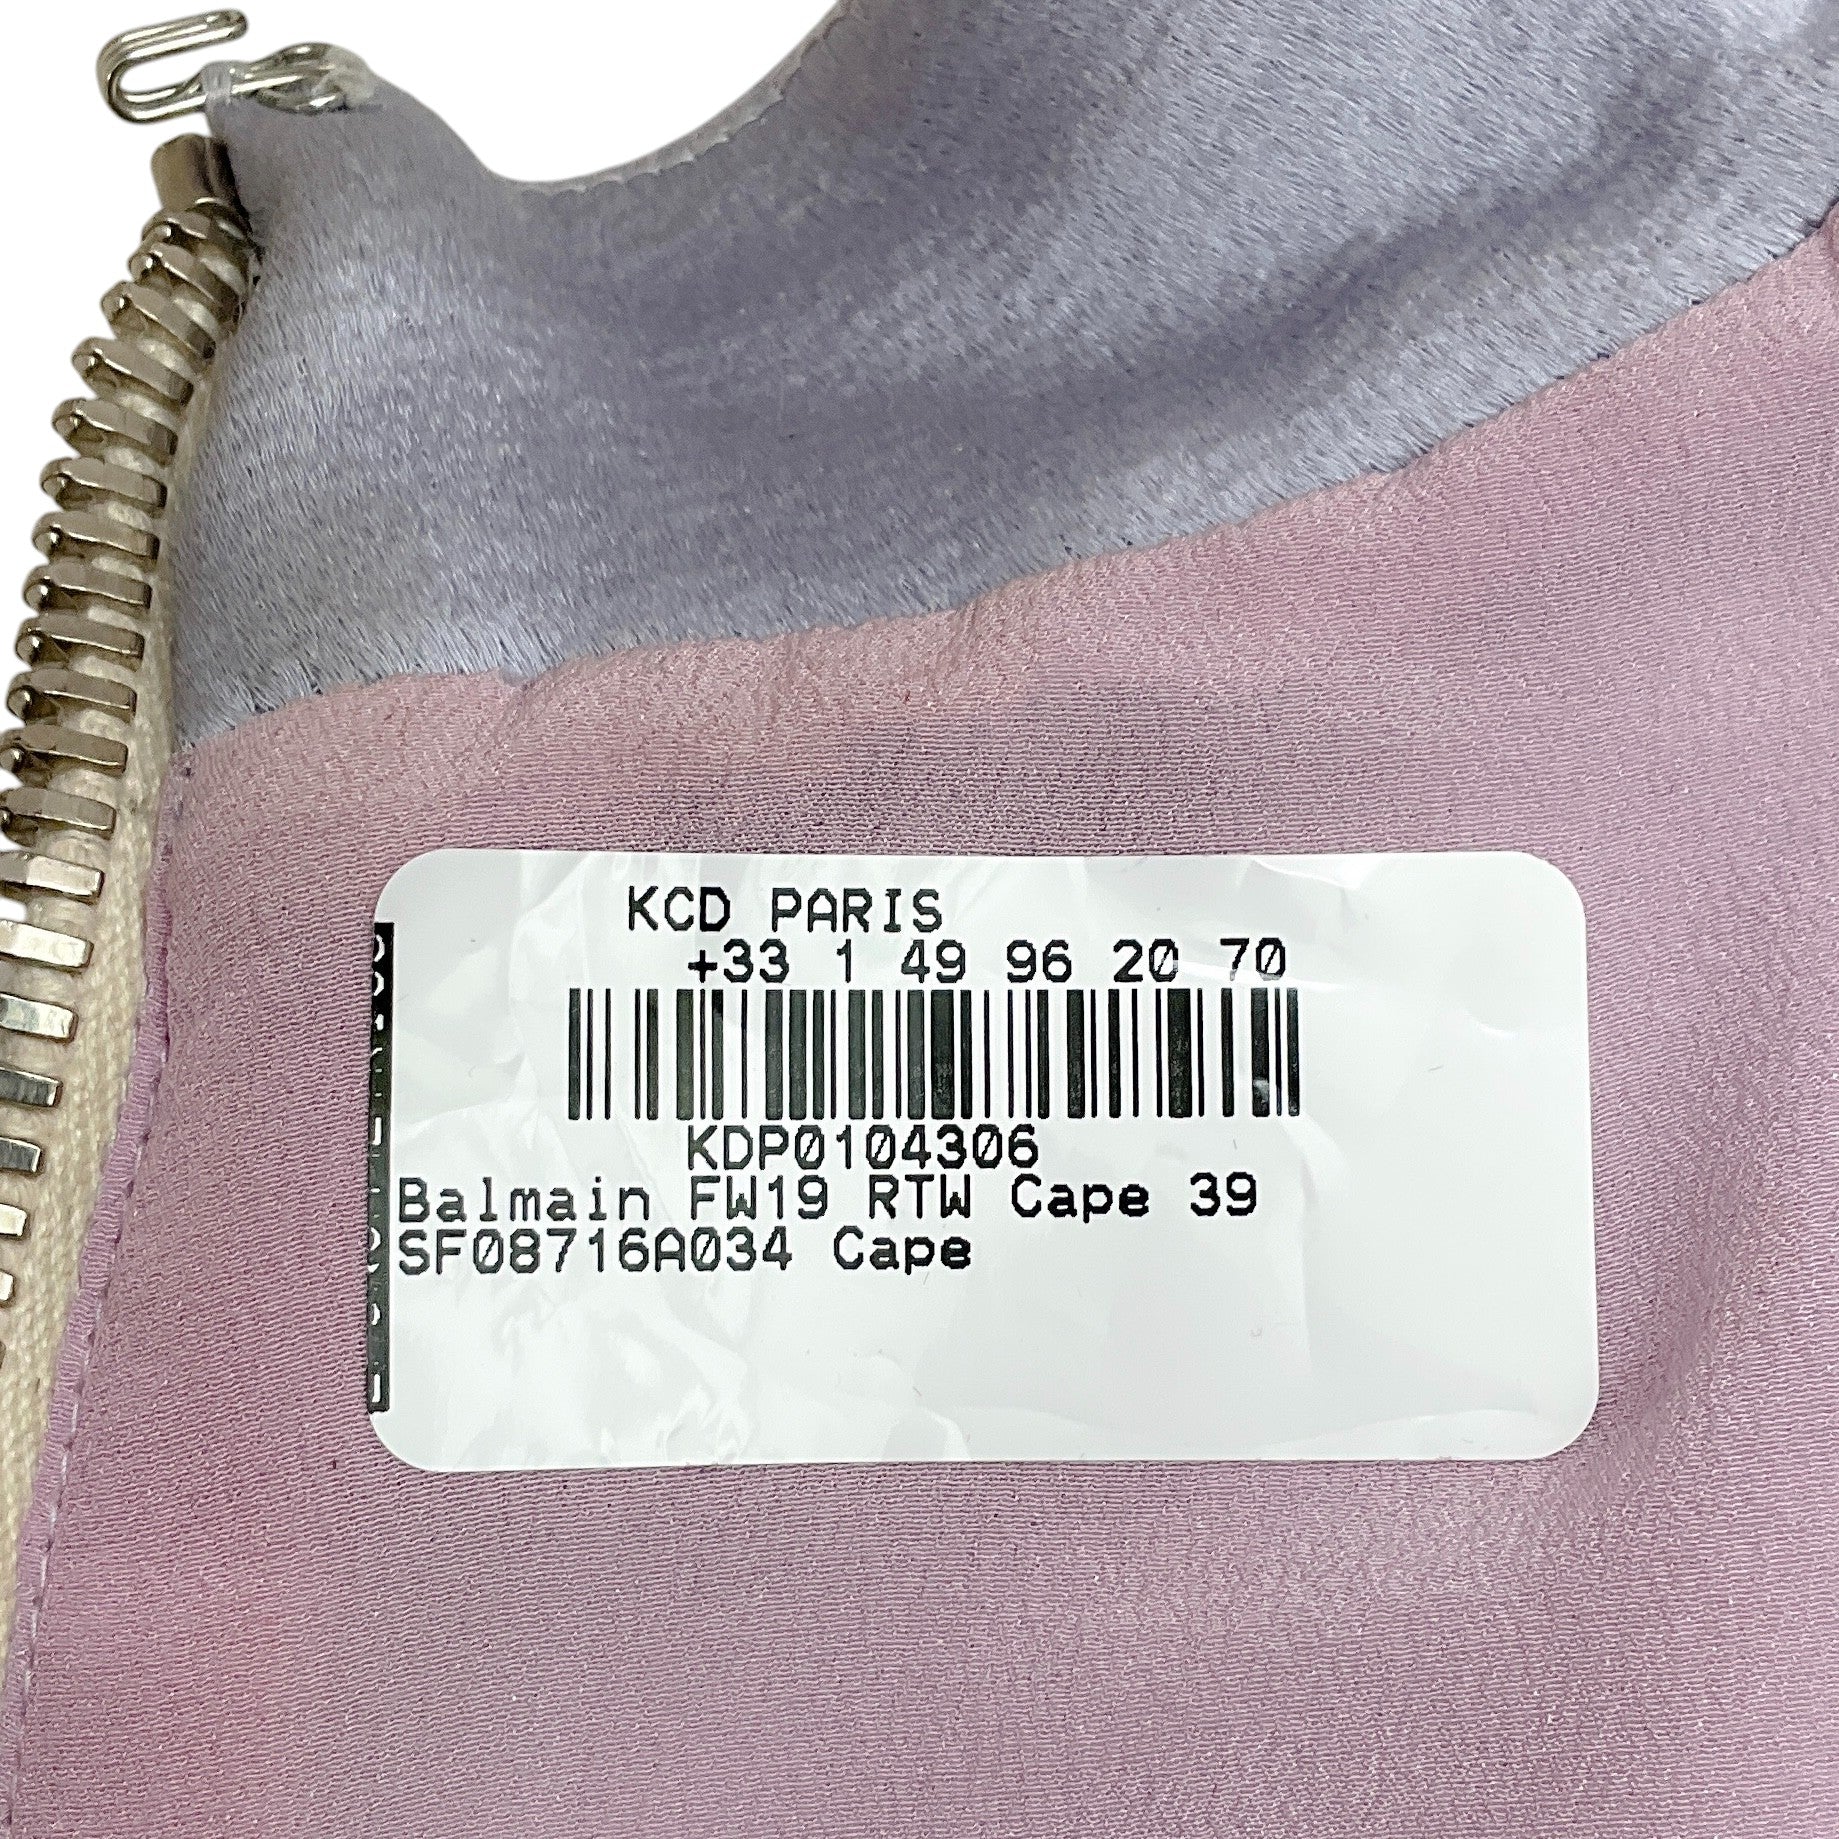 KCD PARIS
+33 1 49 96 20 70
KDP0104306
Balmain FW19 RTW Cape 39
SF08716A034 Cape